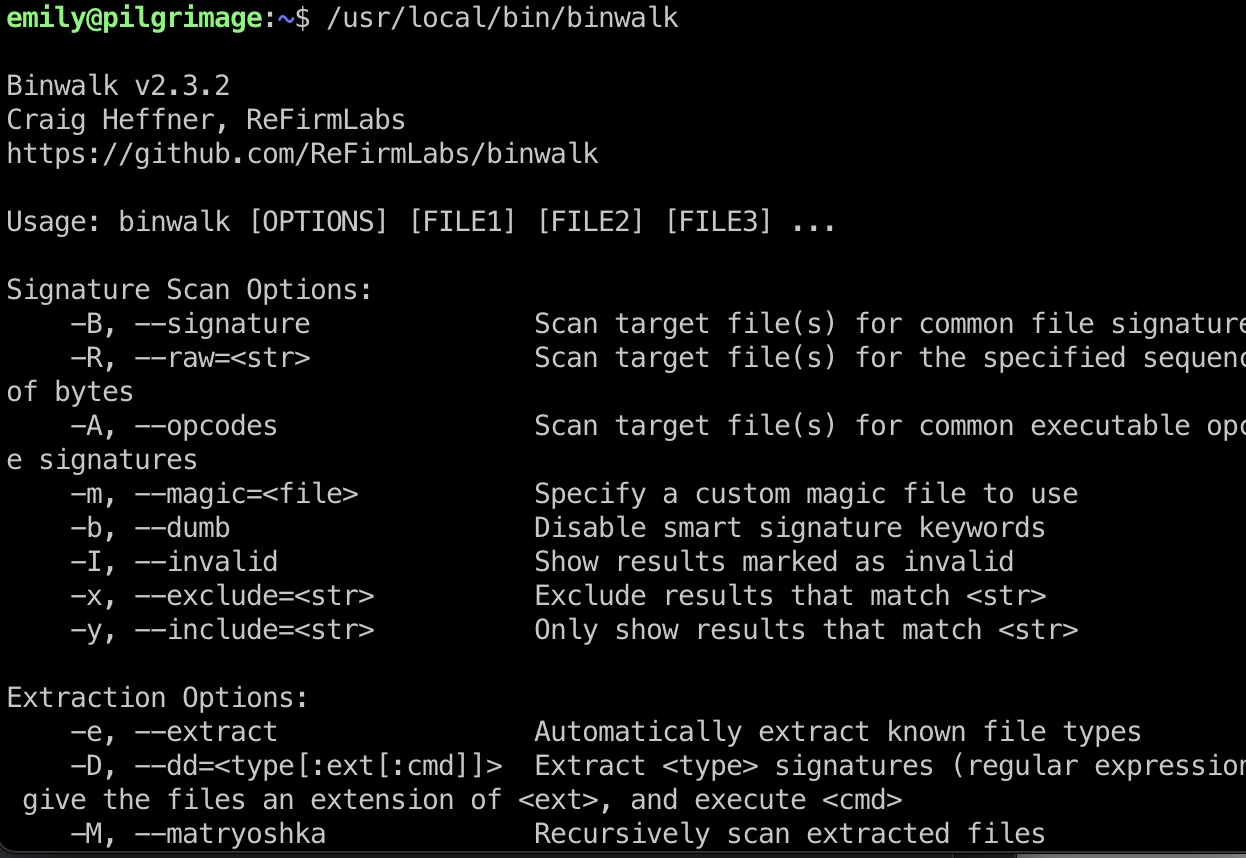 emily@pilgrimage:~$ /usr/local/bin/binwalk
Binwalk v2.3.2
Craig Heffner, ReFirmLabs
https://github.com/ReFirmLabs/binwalk
Usage: binwalk [OPTIONS] [FILE1] [FILE2] [FILE3] ...
Signature Scan Options:
-B, --signature Scan target file(s) for common file signature
-R, --raw=<str> Scan target file(s) for the specified sequenc
of bytes
-A, --opcodes Scan target file(s) for common executable opc
e signatures
-m, --magic=<file> Specify a custom magic file to use
-b, --dumb Disable smart signature keywords
-I, --invalid Show results marked as invalid
-x, --exclude=<str> Exclude results that match <str>
-y, --include=<str> Only show results that match <str>
Extraction Options:
-e, --extract Automatically extract known file types
-D, --dd=<type[:ext[:cmd]]> Extract <type> signatures (regular expression
give the files an extension of <ext>, and execute <cmd>
-M, --matryoshka Recursively scan extracted files